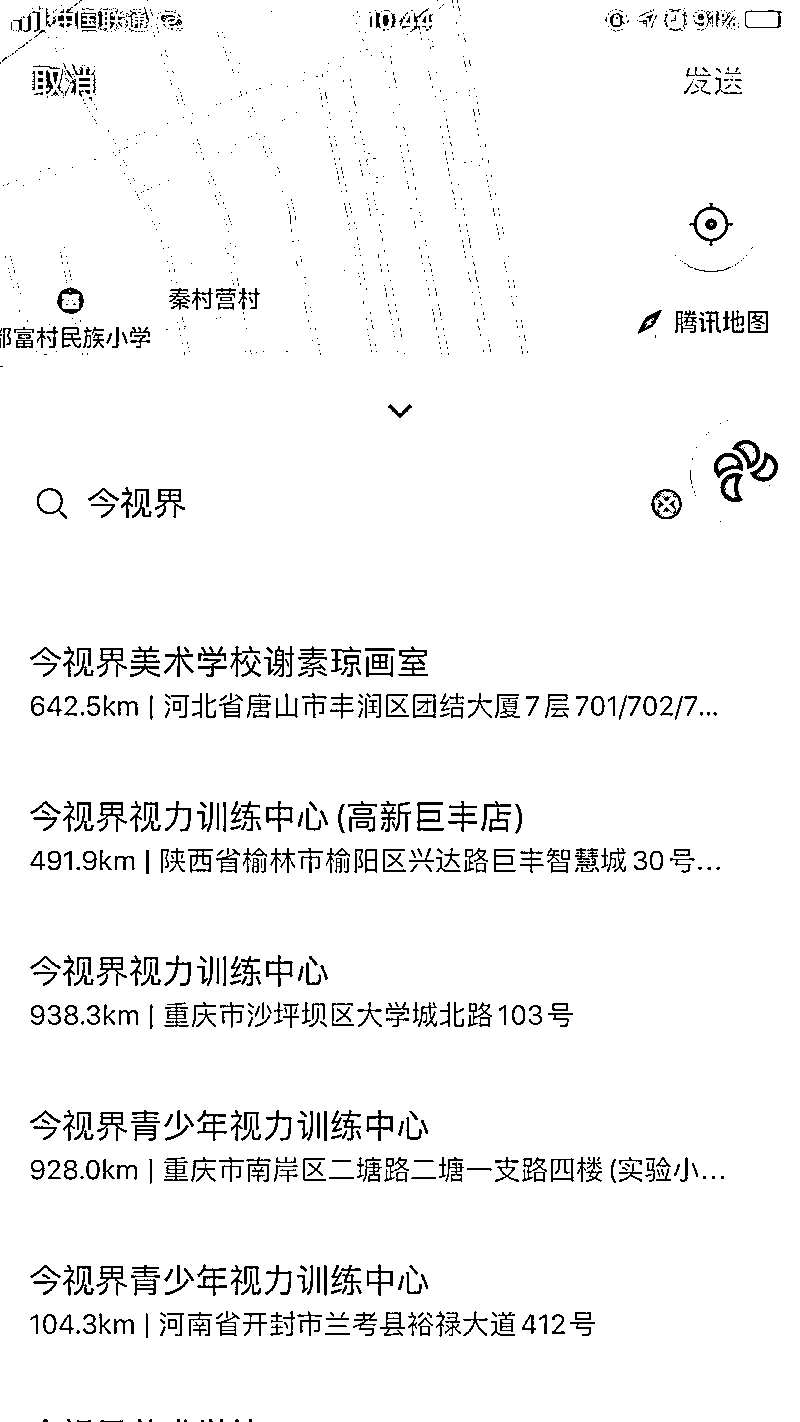 中国联通 10:44 91%
取消 发送
秦村营村
郝富村民族小学
腾讯地图
今视界
今视界美术学校谢素琼画室
642.5km | 河北省唐山市丰润区团结大厦7层701/702/7...
今视界视力训练中心(高新巨丰店)
491.9km | 陕西省榆林市榆阳区兴达路巨丰智慧城30号...
今视界视力训练中心
938.3km | 重庆市沙坪坝区大学城北路103号
今视界青少年视力训练中心
928.0km | 重庆市南岸区二塘路二塘一支路四楼(实验小...
今视界青少年视力训练中心
104.3km | 河南省开封市兰考县裕禄大道412号